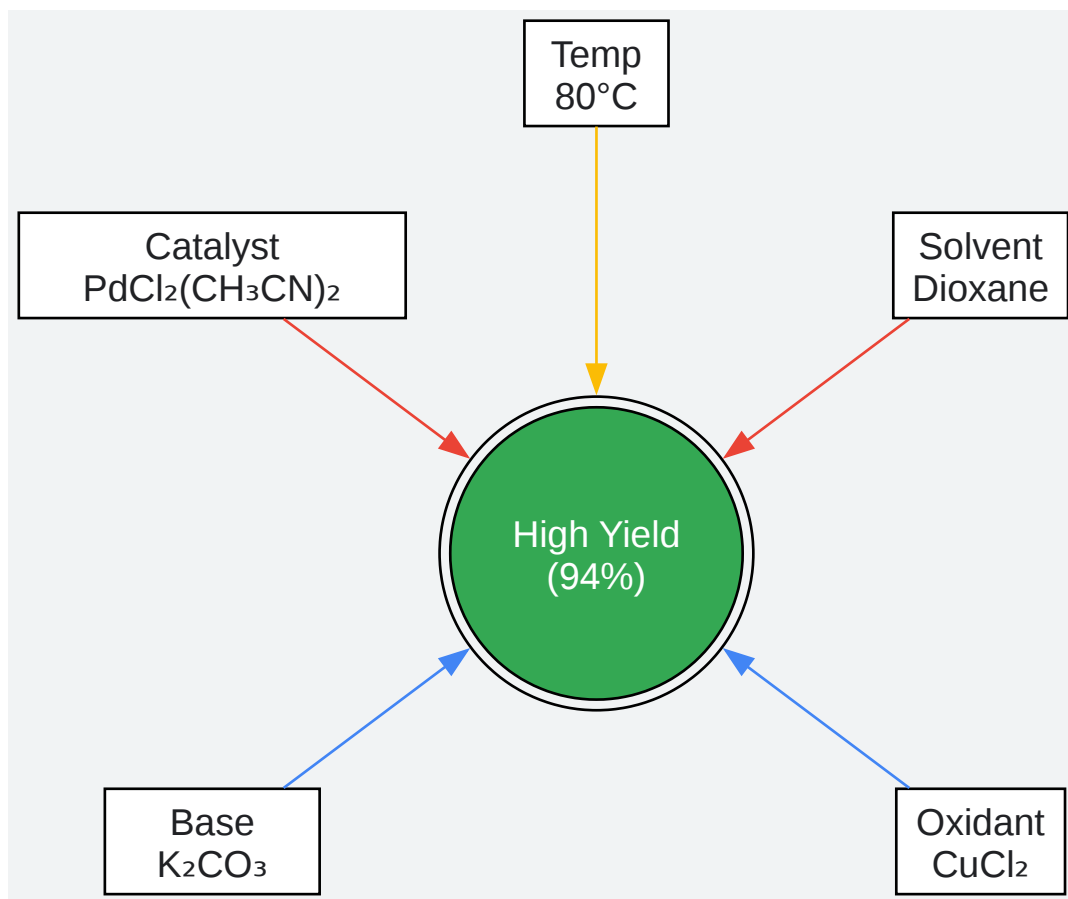 Temp
80°C
Catalyst
PdCl₂(CH₃CN)₂
Solvent
Dioxane
High Yield
(94%)
Base
K₂CO₃
Oxidant
CuCl₂